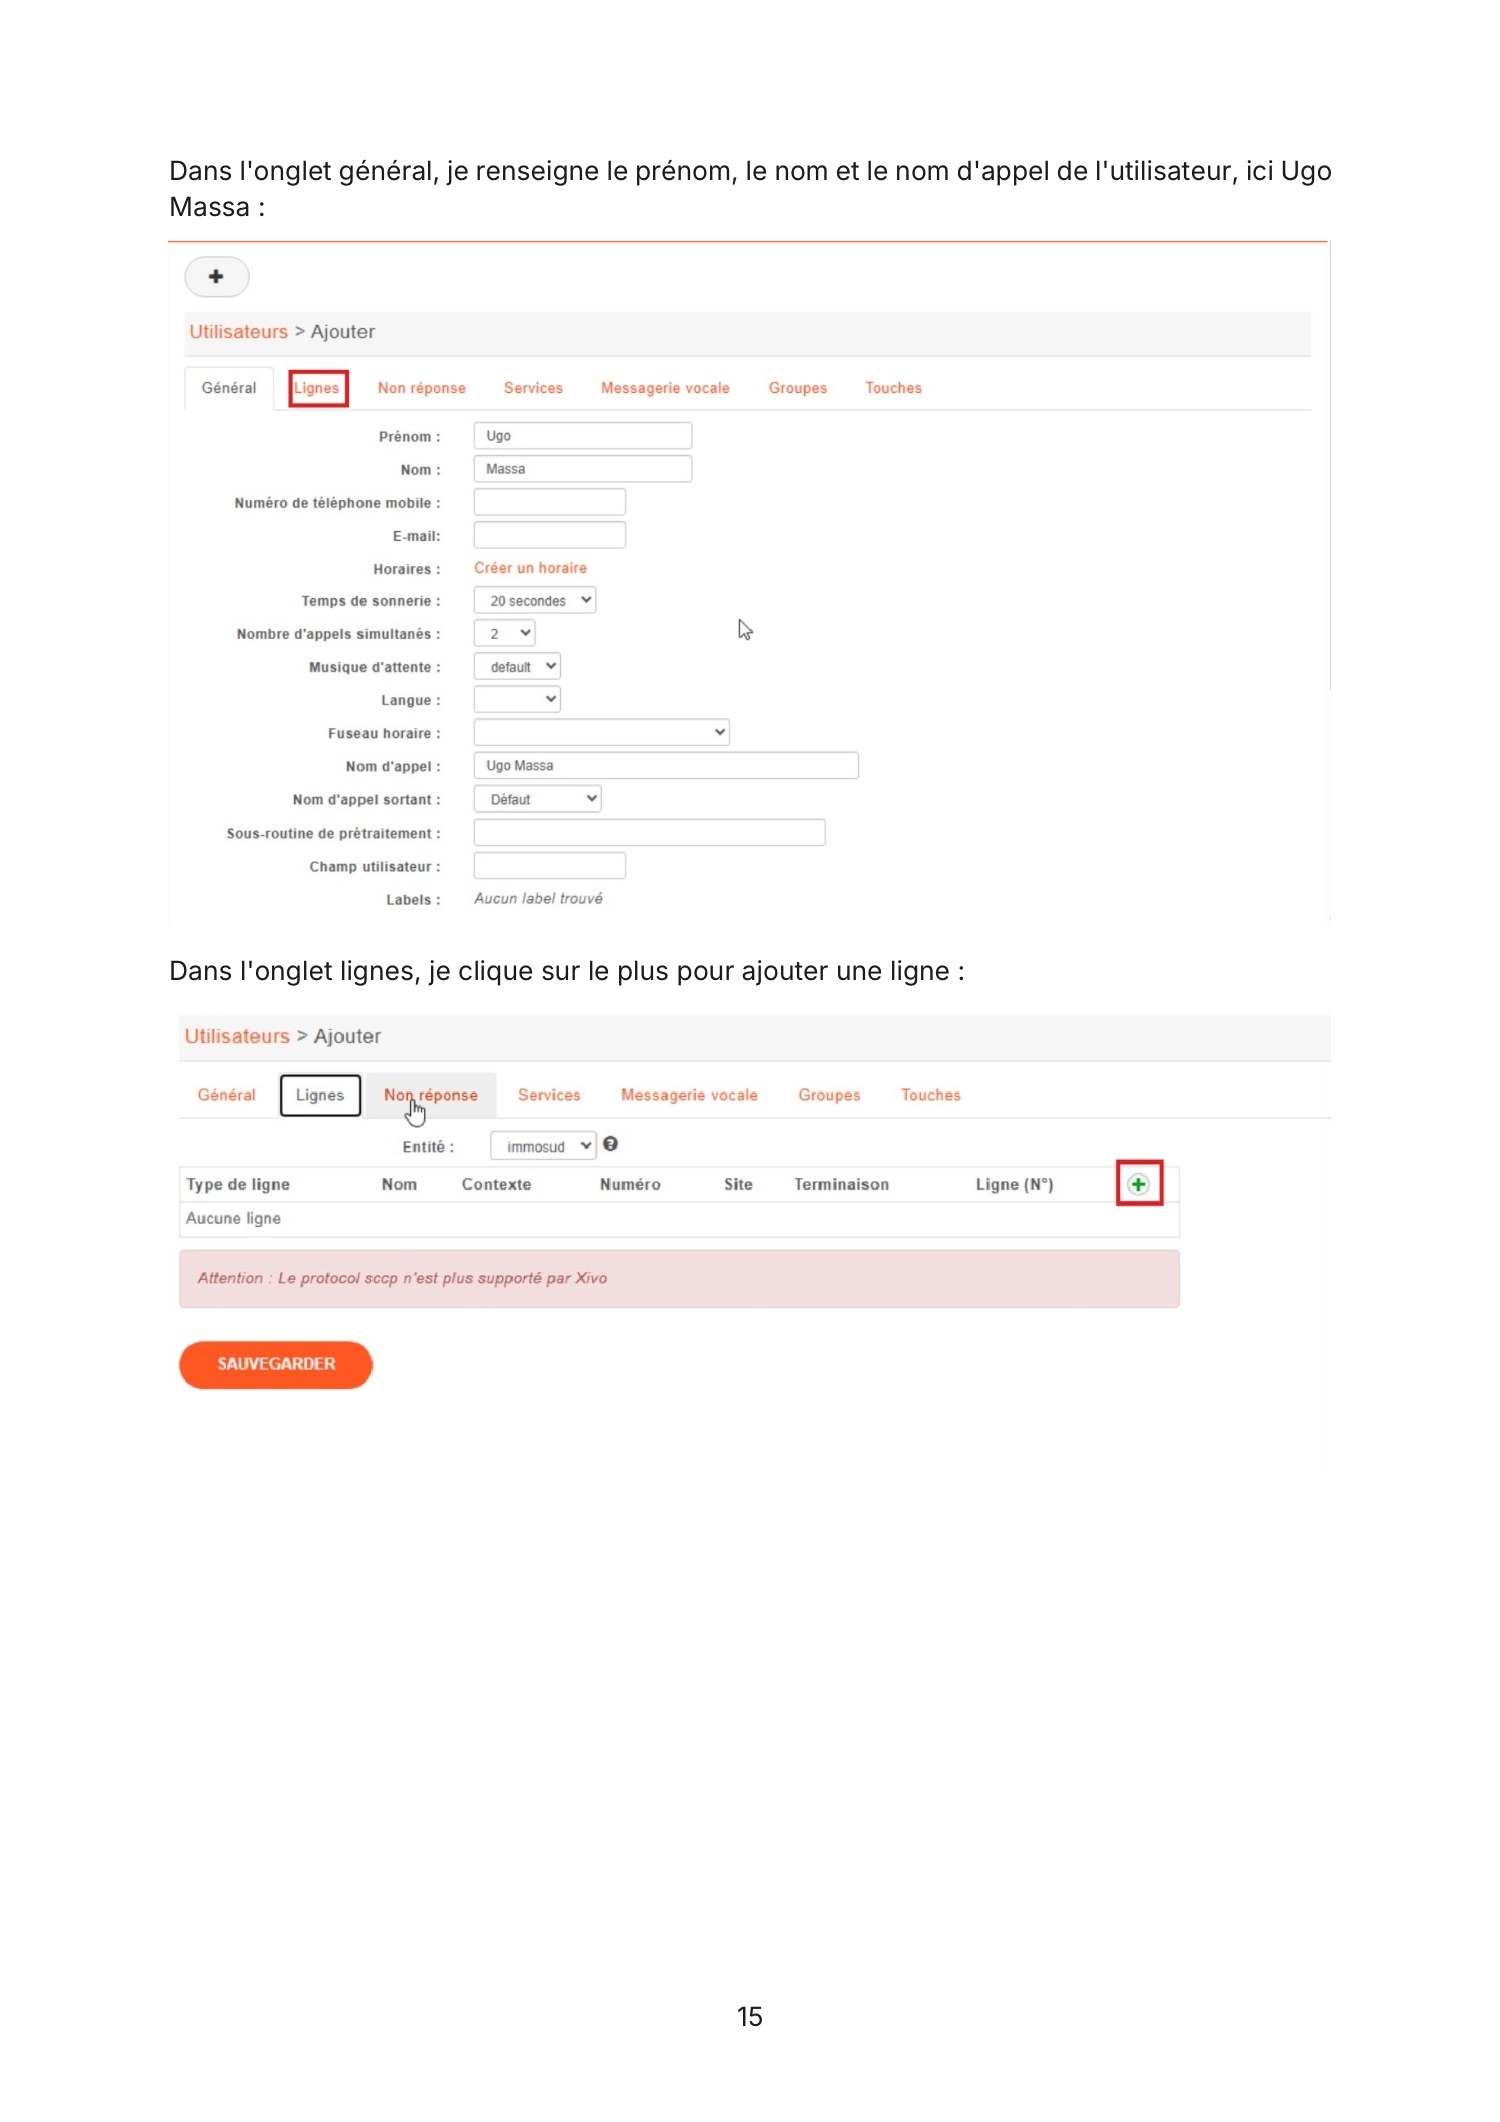 Dans l'onglet général, je renseigne le prénom, le nom et le nom d'appel de l'utilisateur, ici Ugo
Massa :
Utilisateurs > Ajouter
Général Lignes Non réponse Services Messagerie vocale Groupes Touches
Prénom : Ugo
Nom : Massa
Numéro de téléphone mobile :
E-mail:
Horaires : Créer un horaire
Temps de sonnerie : 20 secondes
Nombre d'appels simultanés : 2
Musique d'attente : default
Langue :
Fuseau horaire :
Nom d'appel : Ugo Massa
Nom d'appel sortant : Défaut
Sous-routine de prétraitement :
Champ utilisateur :
Labels : Aucun label trouvé
Dans l'onglet lignes, je clique sur le plus pour ajouter une ligne :
Utilisateurs > Ajouter
Général Lignes Non réponse Services Messagerie vocale Groupes Touches
Entité : immosud
Type de ligne Nom Contexte Numéro Site Terminaison Ligne (N°)
Aucune ligne
Attention : Le protocol sccp n'est plus supporté par Xivo
SAUVEGARDER
15